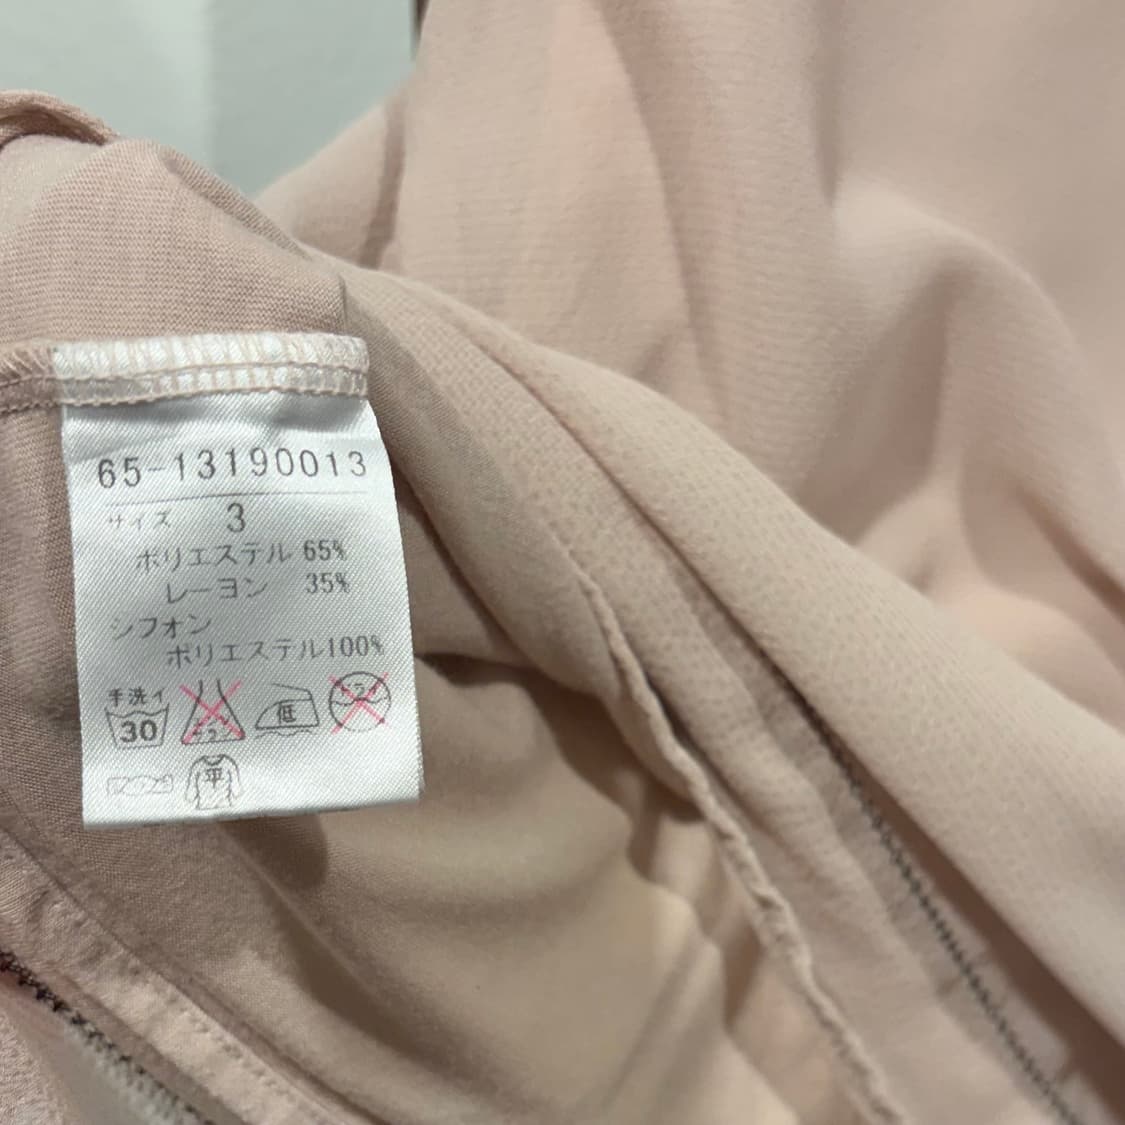 65-13190013
サイズ 3
ポリエステル 65%
レーヨン 35%
シフォン
ポリエステル100%
手洗イ
30
低
平